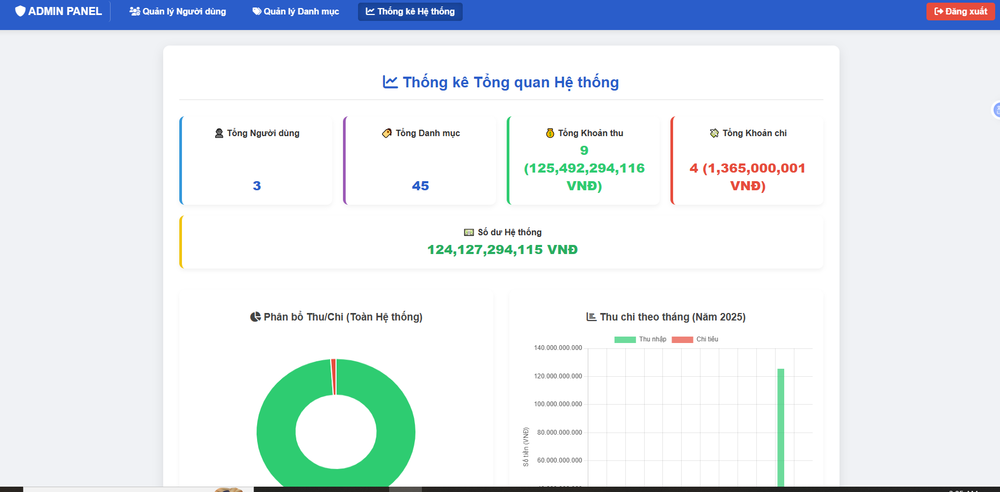 ADMIN PANEL
Quản lý Người dùng
Quản lý Danh mục
Thống kê Hệ thống
Đăng xuất
Thống kê Tổng quan Hệ thống
Tổng Người dùng
3
Tổng Danh mục
45
Tổng Khoản thu
9
(125,492,294,116
VNĐ)
Tổng Khoản chi
4 (1,365,000,001
VNĐ)
Số dư Hệ thống
124,127,294,115 VNĐ
Phân bổ Thu/Chi (Toàn Hệ thống)
Thu chi theo tháng (Năm 2025)
Thu nhập
Chi tiêu
140.000.000.000
120.000.000.000
100.000.000.000
80.000.000.000
60.000.000.000
Số tiền (VNĐ)